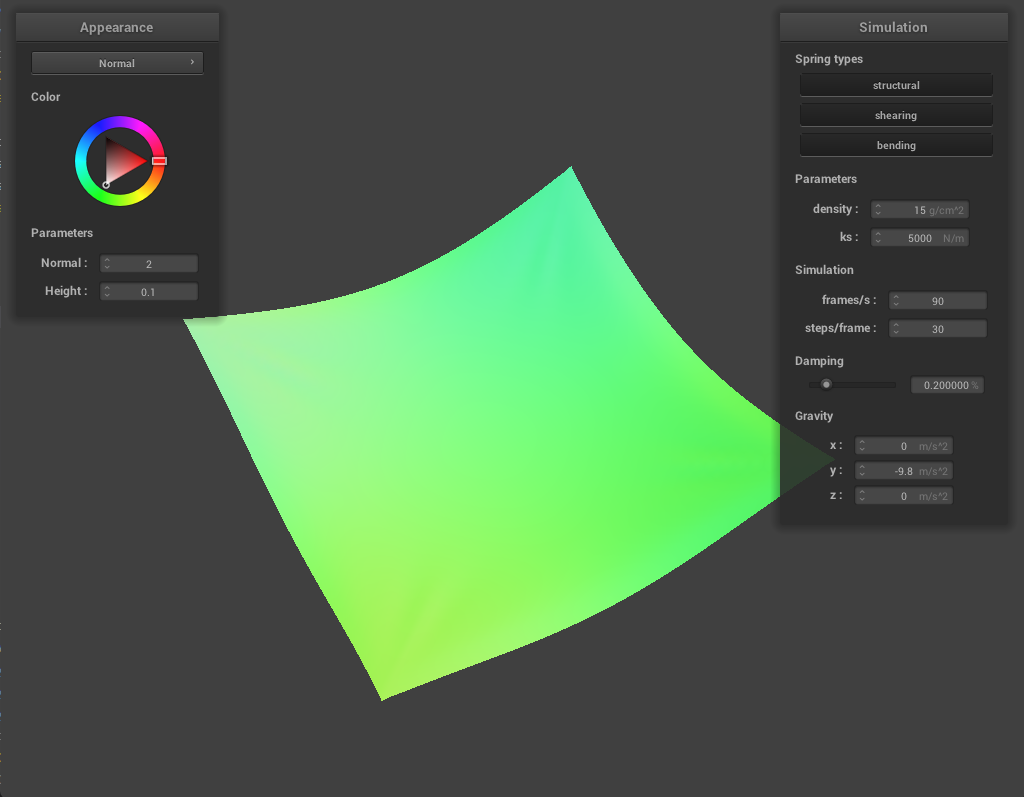 Appearance
Normal
Color
Parameters
Normal : 2
Height : 0.1
Simulation
Spring types
structural
shearing
bending
Parameters
density : 15 g/cm^2
ks : 5000 N/m
Simulation
frames/s : 90
steps/frame : 30
Damping
0.200000 %
Gravity
x : 0 m/s^2
y : -9.8 m/s^2
z : 0 m/s^2